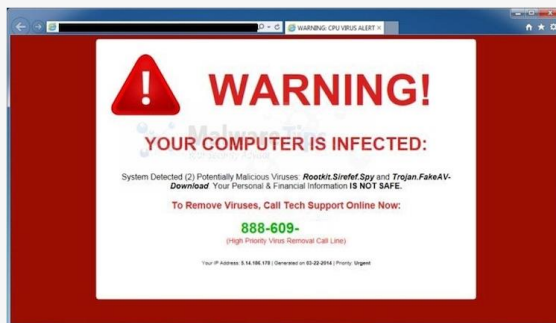 WARNING: CPU VIRUS ALERT
WARNING!
MalwareTips
YOUR COMPUTER IS INFECTED:
System Detected (2) Potentially Malicious Viruses: Rootkit.Sirefef.Spy and Trojan.FakeAV-
Download. Your Personal & Financial Information IS NOT SAFE.
To Remove Viruses, Call Tech Support Online Now:
888-609-
(High Priority Virus Removal Call Line)
Your IP Address: 5.14.186.178 | Generated on 03-22-2014 | Priority: Urgent